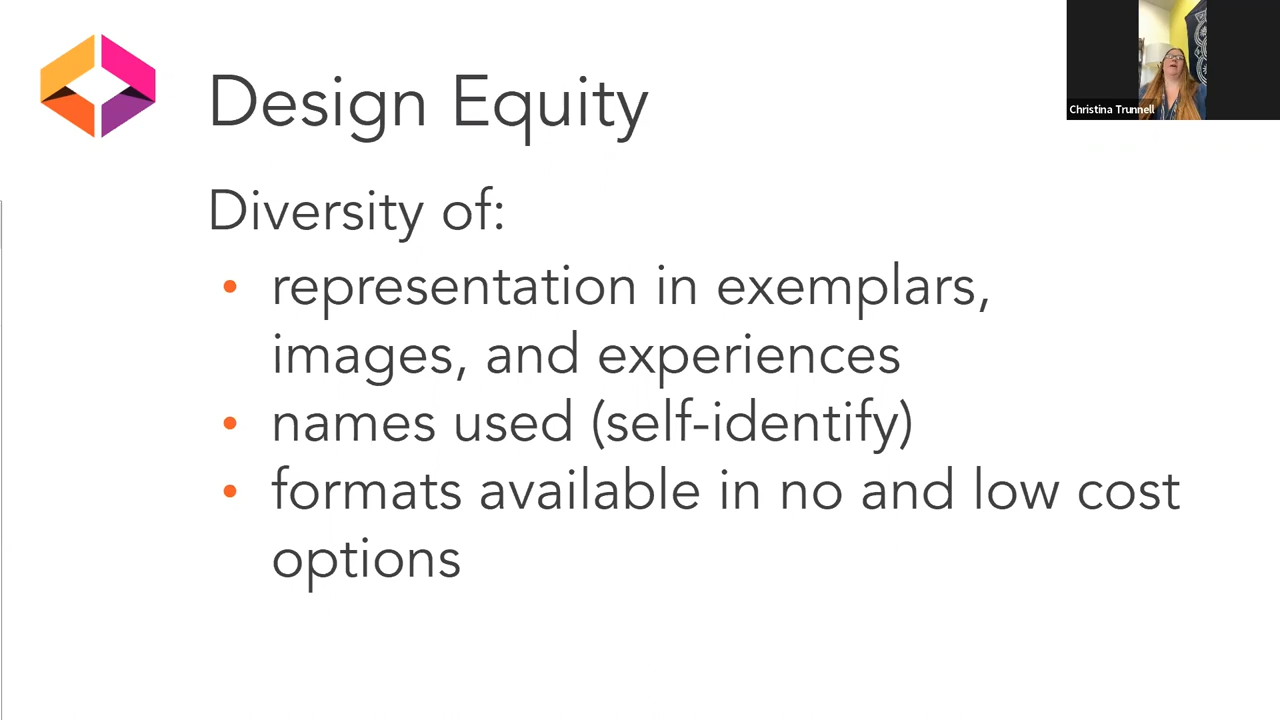 Design Equity
Christina Trunnell
Diversity of:
• representation in exemplars,
images, and experiences
• names used (self-identify)
• formats available in no and low cost
options